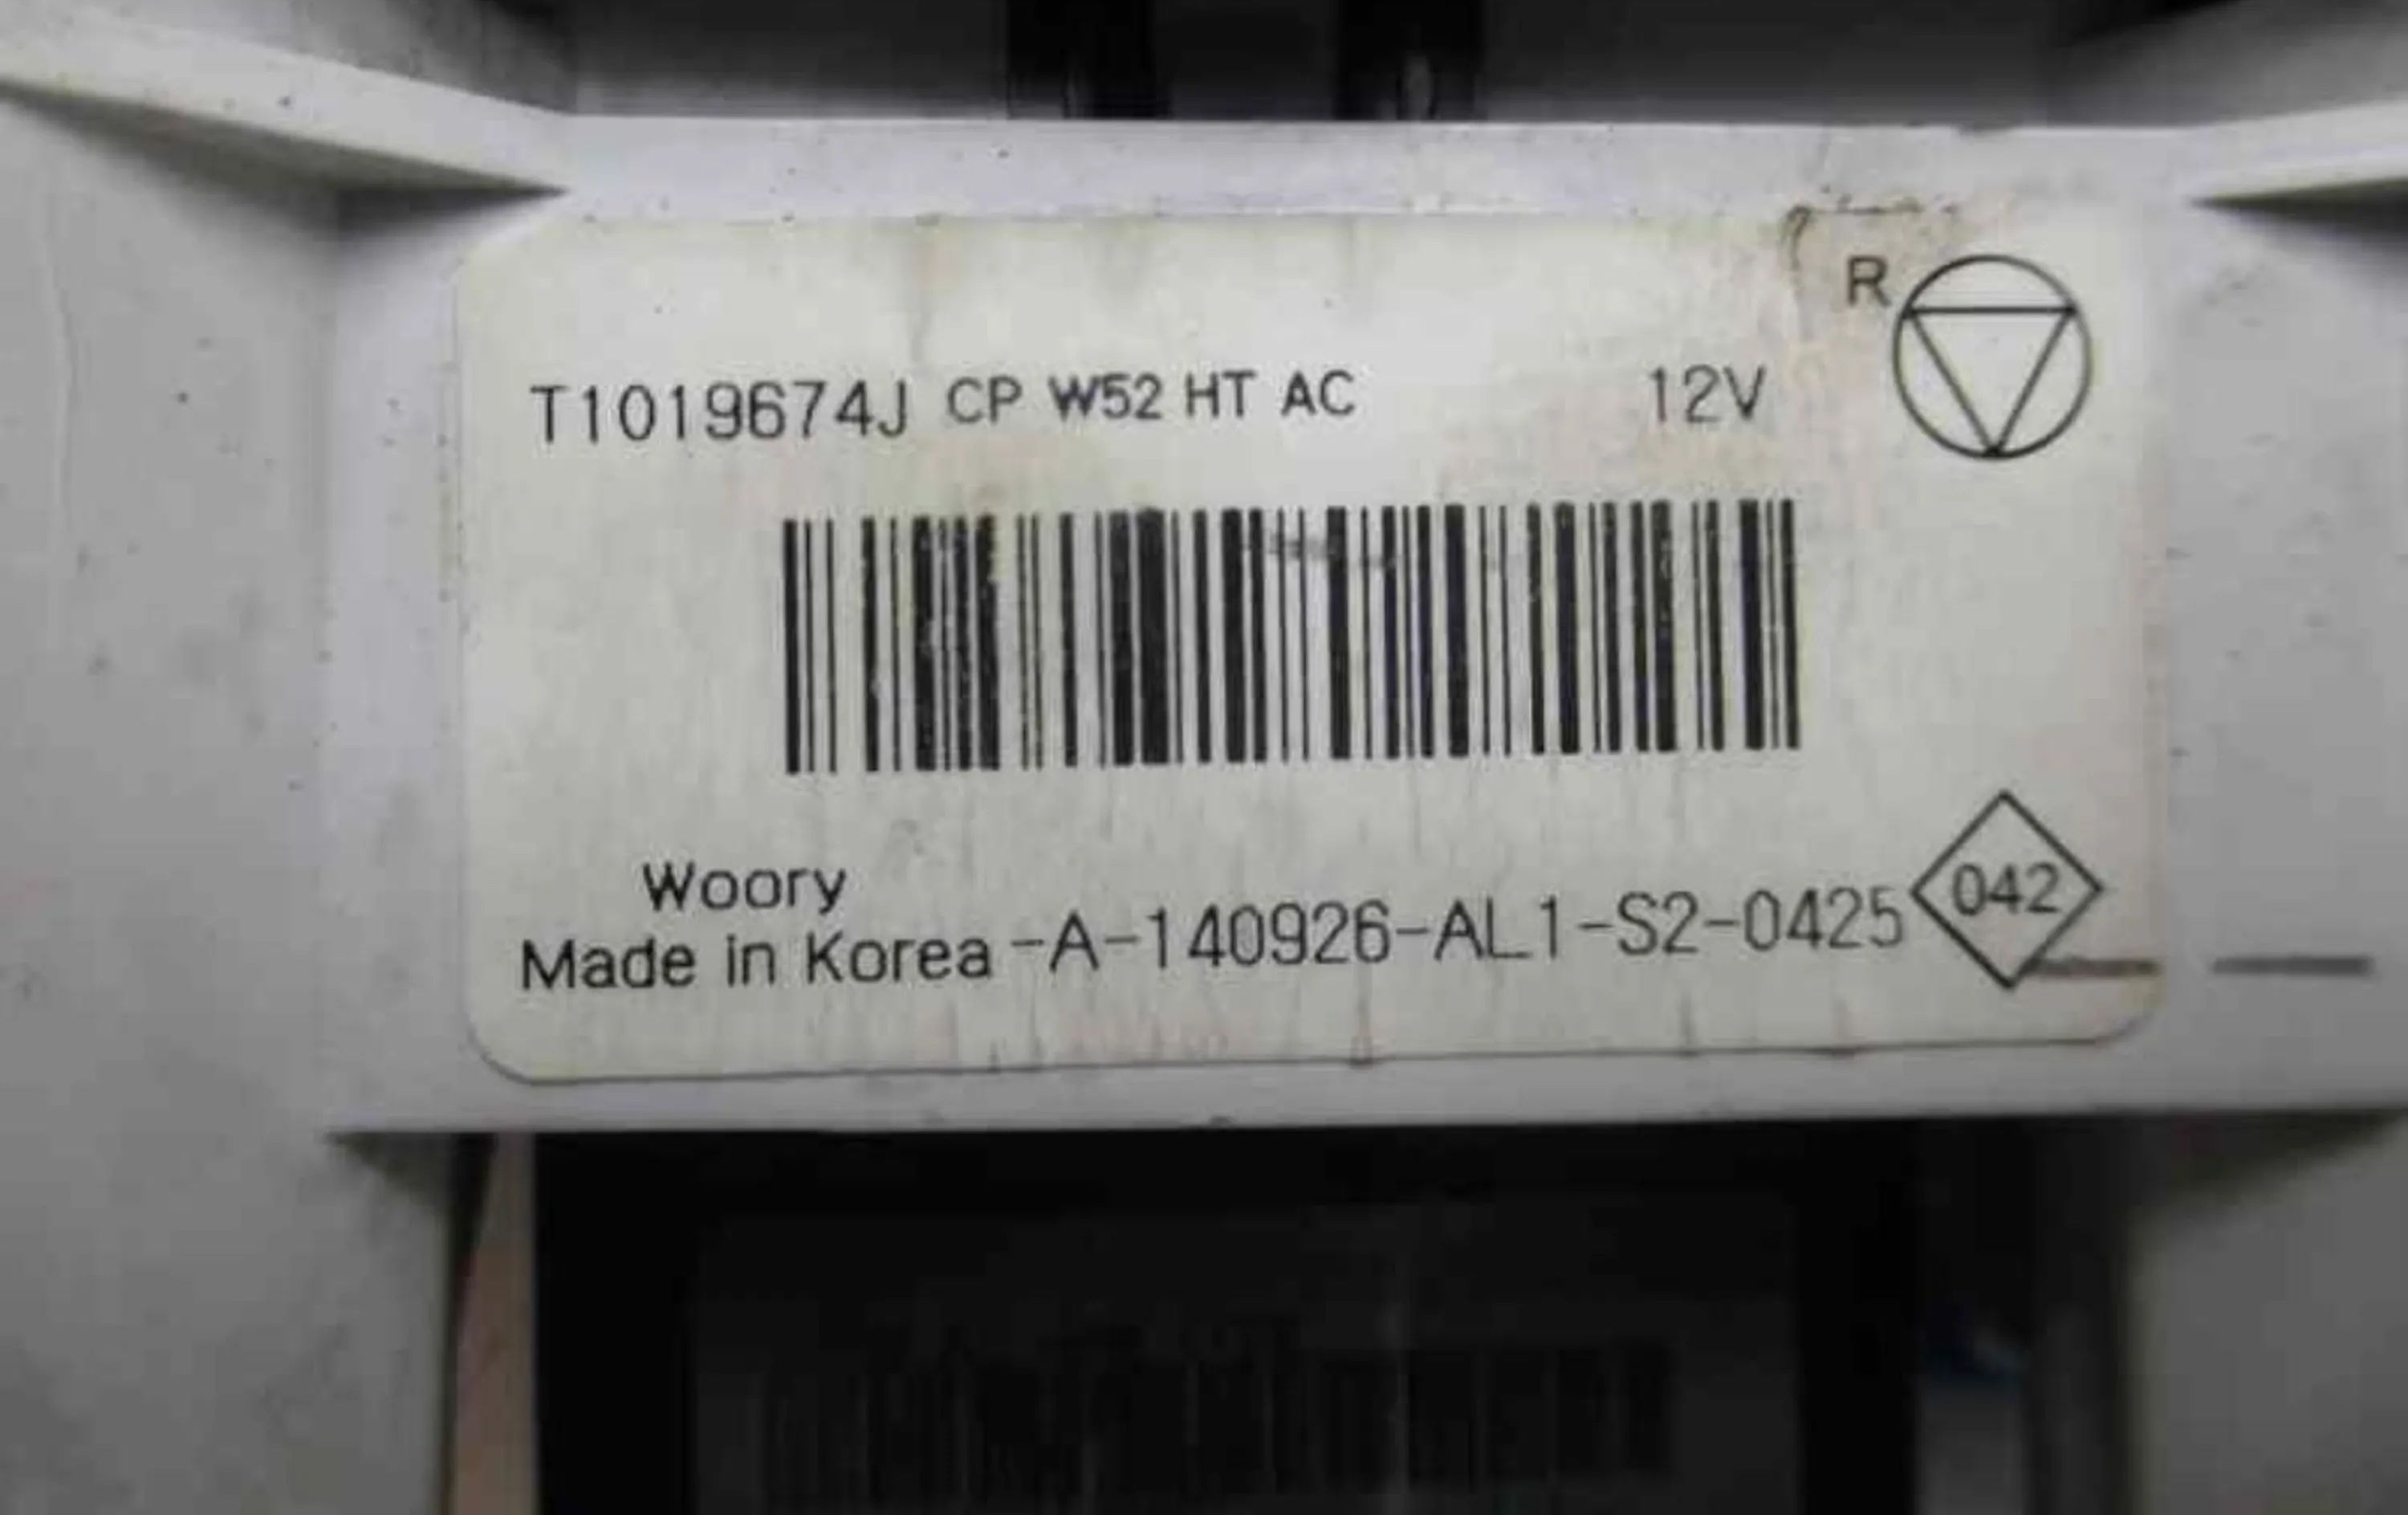 R
T1019674J CP W52 HT AC 12V
Woory
Made in Korea -A-140926-AL1-S2-0425
042